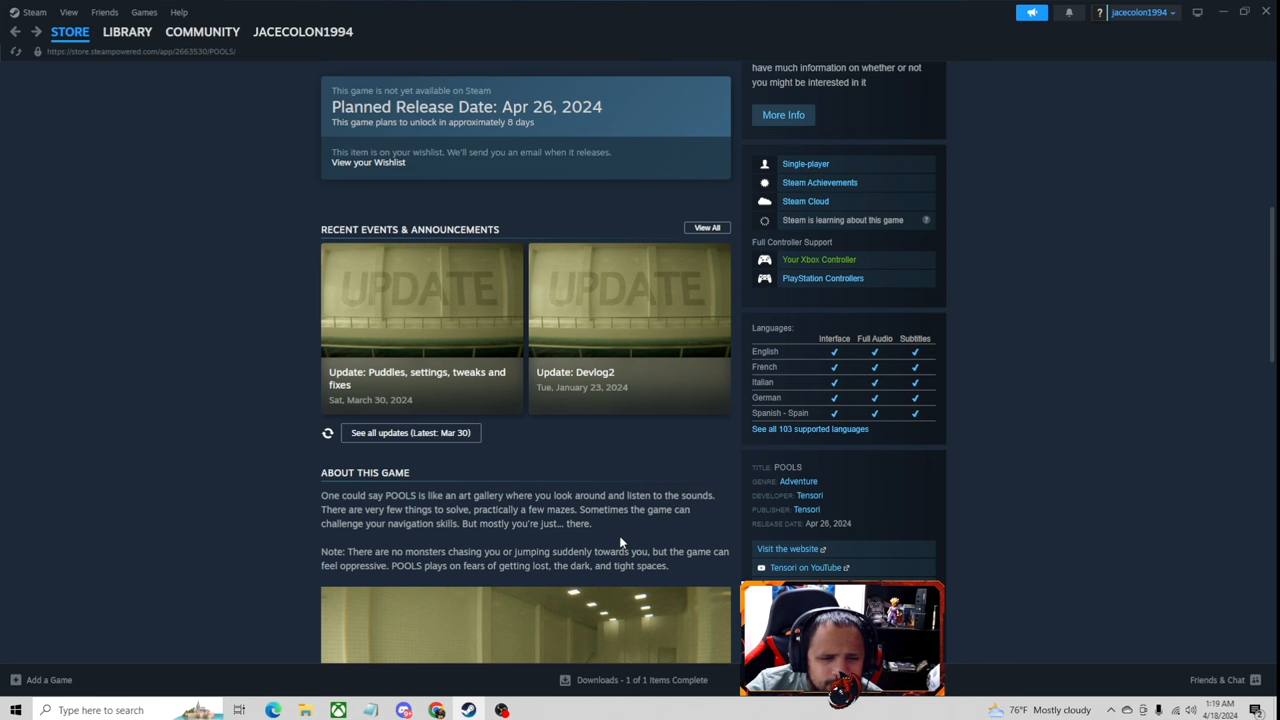 Steam View Friends Games Help
? jacecolon1994
STORE LIBRARY COMMUNITY JACECOLON1994
https://store.steampowered.com/app/2663530/POOLS/
This game is not yet available on Steam
Planned Release Date: Apr 26, 2024
This game plans to unlock in approximately 8 days
This item is on your wishlist. We'll send you an email when it releases.
View your Wishlist
RECENT EVENTS & ANNOUNCEMENTS
View All
UPDATE
Update: Puddles, settings, tweaks and
fixes
Sat, March 30, 2024
UPDATE
Update: Devlog2
Tue, January 23, 2024
See all updates (Latest: Mar 30)
ABOUT THIS GAME
One could say POOLS is like an art gallery where you look around and listen to the sounds.
There are very few things to solve, practically a few mazes. Sometimes the game can
challenge your navigation skills. But mostly you're just... there.
Note: There are no monsters chasing you or jumping suddenly towards you, but the game can
feel oppressive. POOLS plays on fears of getting lost, the dark, and tight spaces.
have much information on whether or not
you might be interested in it
More Info
Single-player
Steam Achievements
Steam Cloud
Steam is learning about this game ?
Full Controller Support
Your Xbox Controller
PlayStation Controllers
Languages:
Interface Full Audio Subtitles
English ✔ ✔ ✔
French ✔ ✔ ✔
Italian ✔ ✔ ✔
German ✔ ✔ ✔
Spanish - Spain ✔ ✔ ✔
See all 103 supported languages
TITLE: POOLS
GENRE: Adventure
DEVELOPER: Tensori
PUBLISHER: Tensori
RELEASE DATE: Apr 26, 2024
Visit the website
Tensori on YouTube
Add a Game
Downloads - 1 of 1 Items Complete
Friends & Chat
Type here to search
76°F Mostly cloudy
1:19 AM
4/18/2024
2